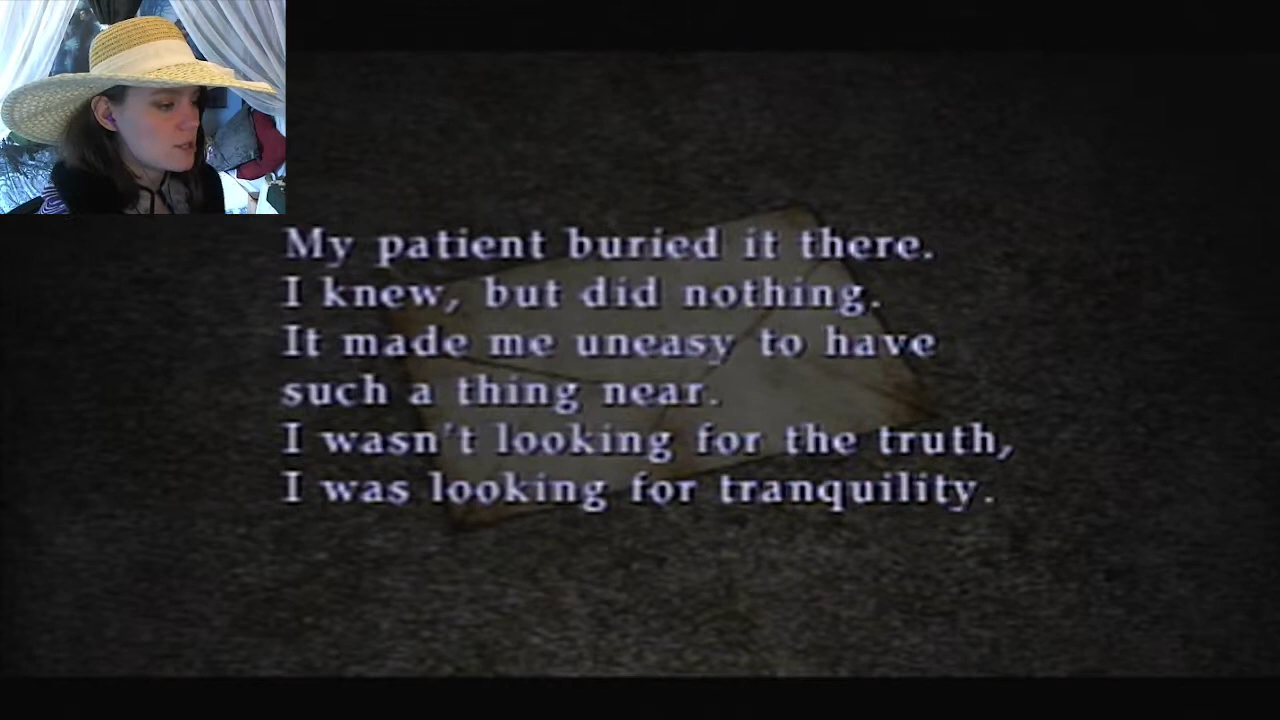 My patient buried it there.
I knew, but did nothing.
It made me uneasy to have
such a thing near.
I wasn't looking for the truth,
I was looking for tranquility.